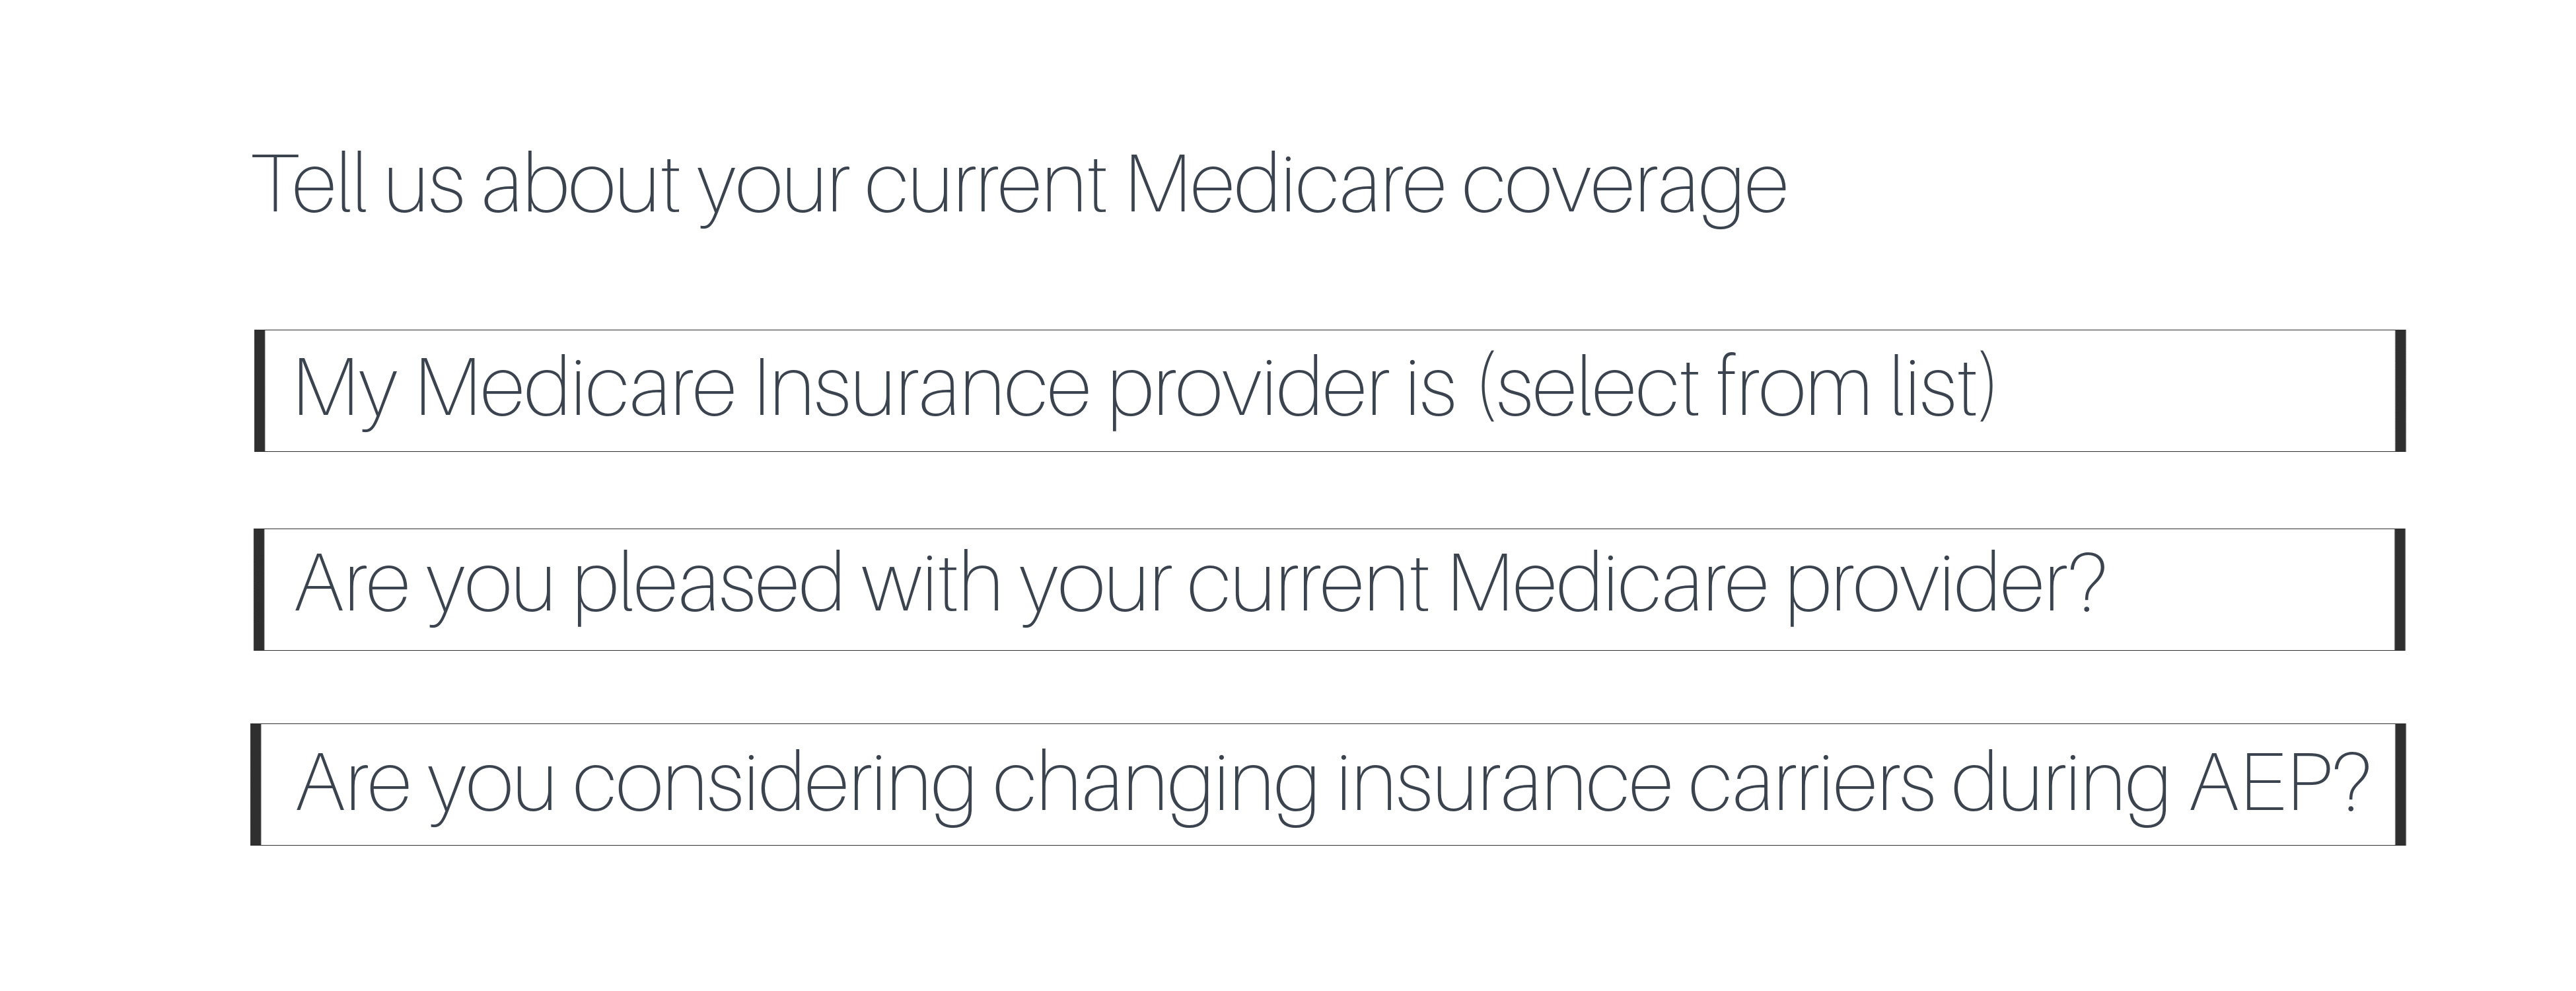 Tell us about your current Medicare coverage
My Medicare Insurance provider is (select from list)
Are you pleased with your current Medicare provider?
Are you considering changing insurance carriers during AEP?